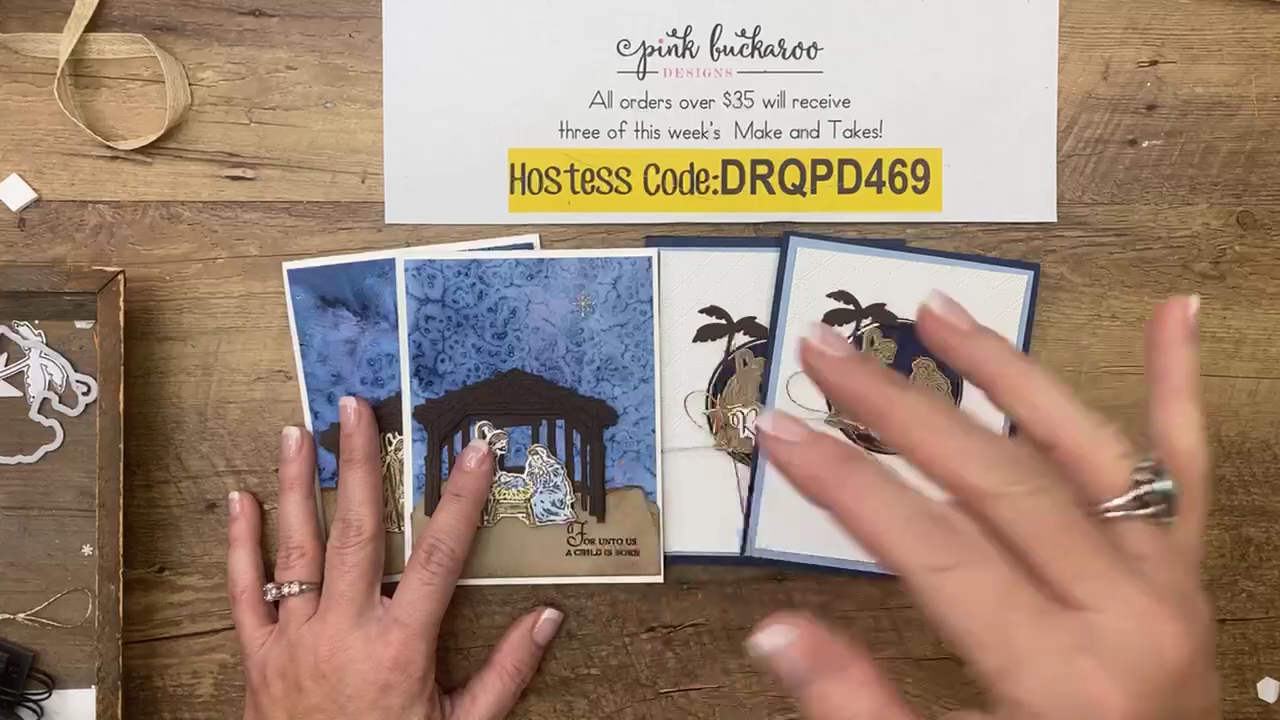 pink buckaroo
DESIGNS
All orders over $35 will receive
three of this week's Make and Takes!
Hostess Code:DRQPD469
For unto us
a child is born